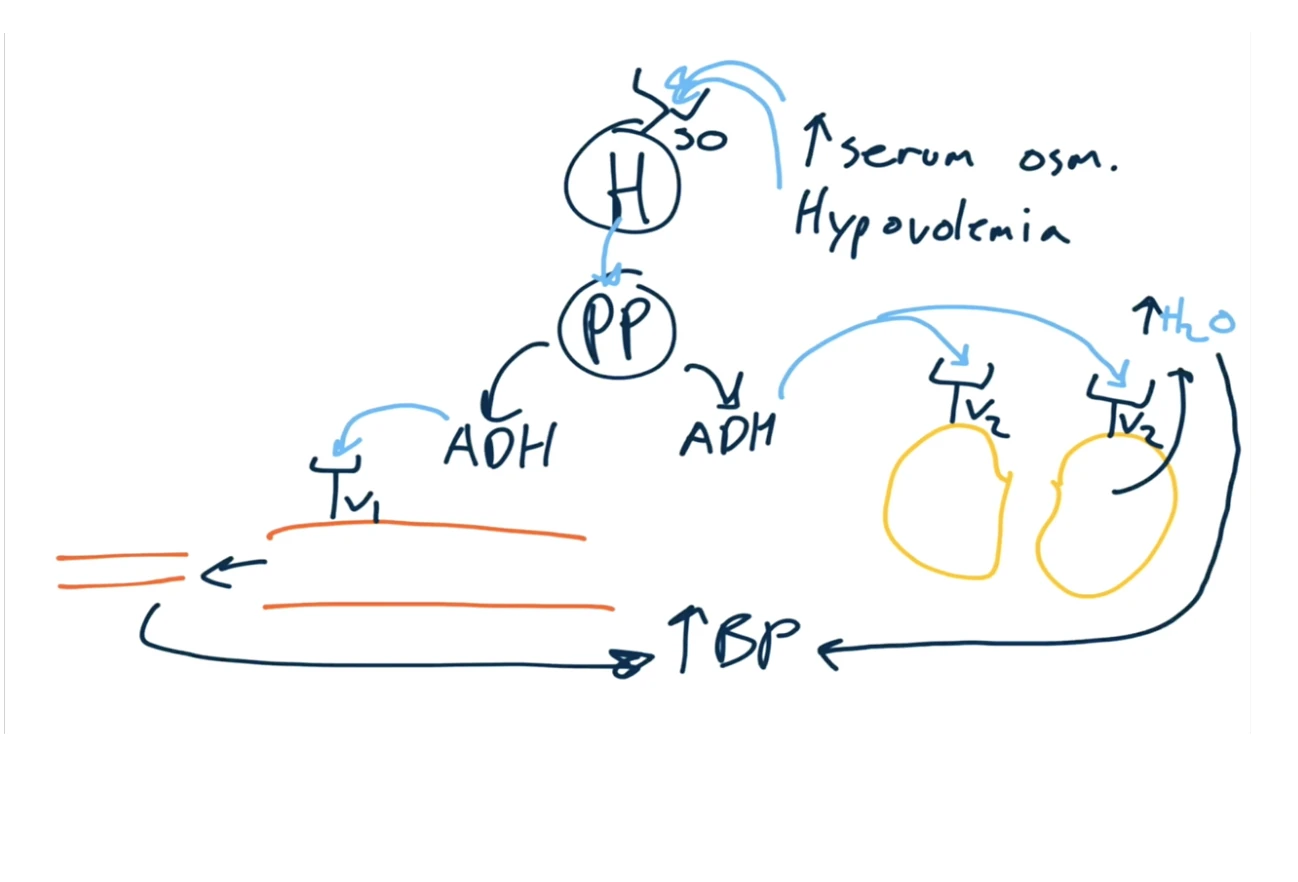 SO
↑ serum osm.
H
Hypovolemia
PP
↑H₂O
ADH
ADH
V₂
V₂
V₁
↑BP